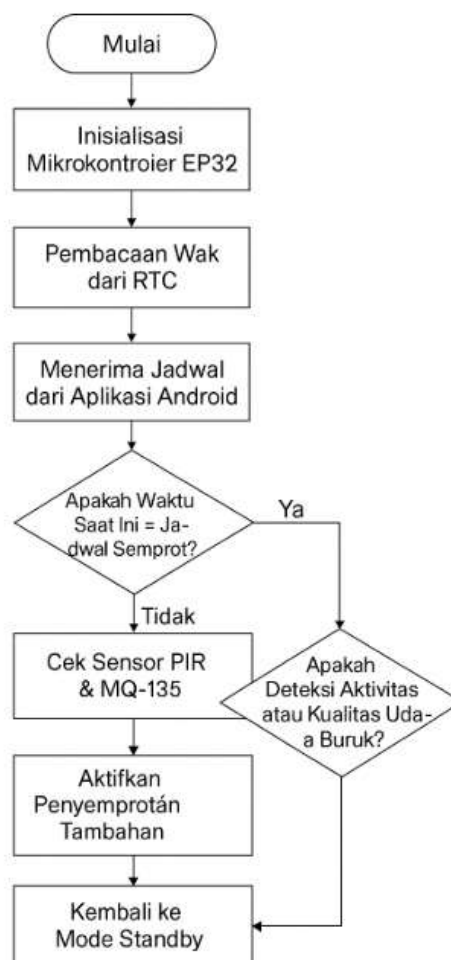 Mulai
Inisialisasi
Mikrokontroier EP32
Pembacaan Wak
dari RTC
Menerima Jadwal
dari Aplikasi Android
Apakah Waktu
Saat Ini = Ja-
dwal Semprot?
Ya
Tidak
Cek Sensor PIR
& MQ-135
Apakah
Deteksi Aktivitas
atau Kualitas Uda-
a Buruk?
Aktifkan
Penyemprotán
Tambahan
Kembali ke
Mode Standby